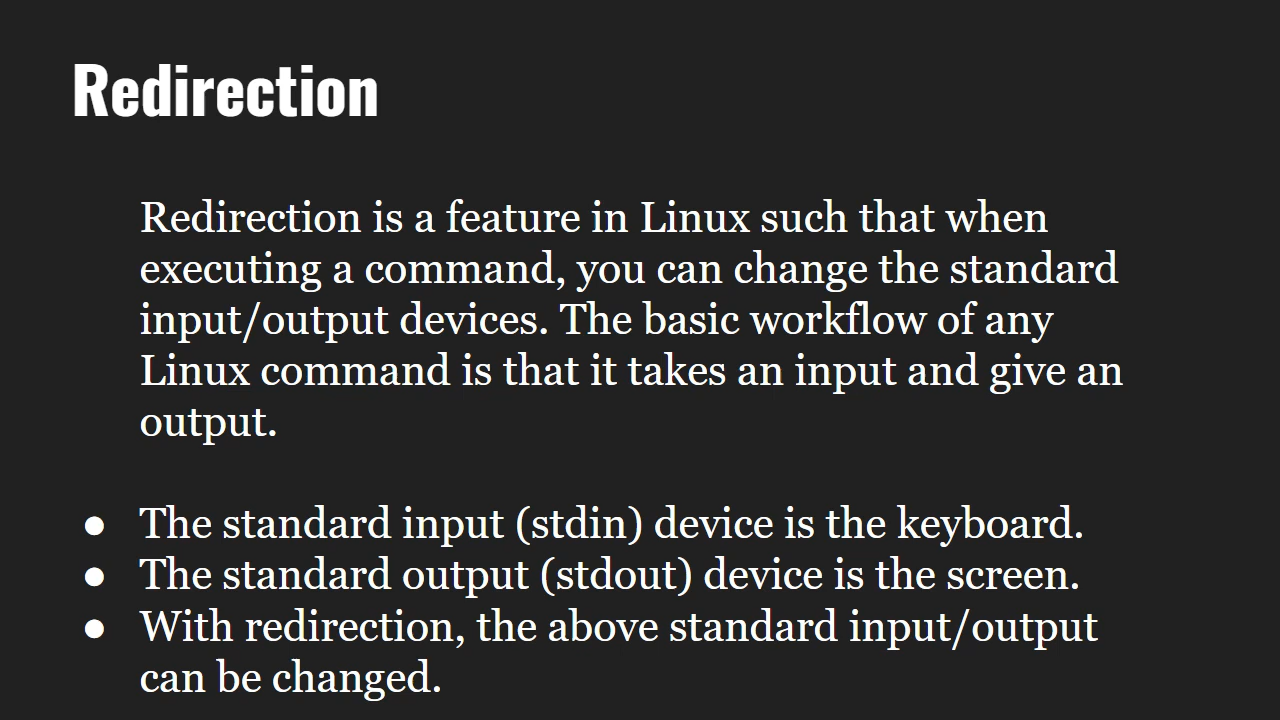 Redirection
Redirection is a feature in Linux such that when
executing a command, you can change the standard
input/output devices. The basic workflow of any
Linux command is that it takes an input and give an
output.
● The standard input (stdin) device is the keyboard.
● The standard output (stdout) device is the screen.
● With redirection, the above standard input/output
can be changed.